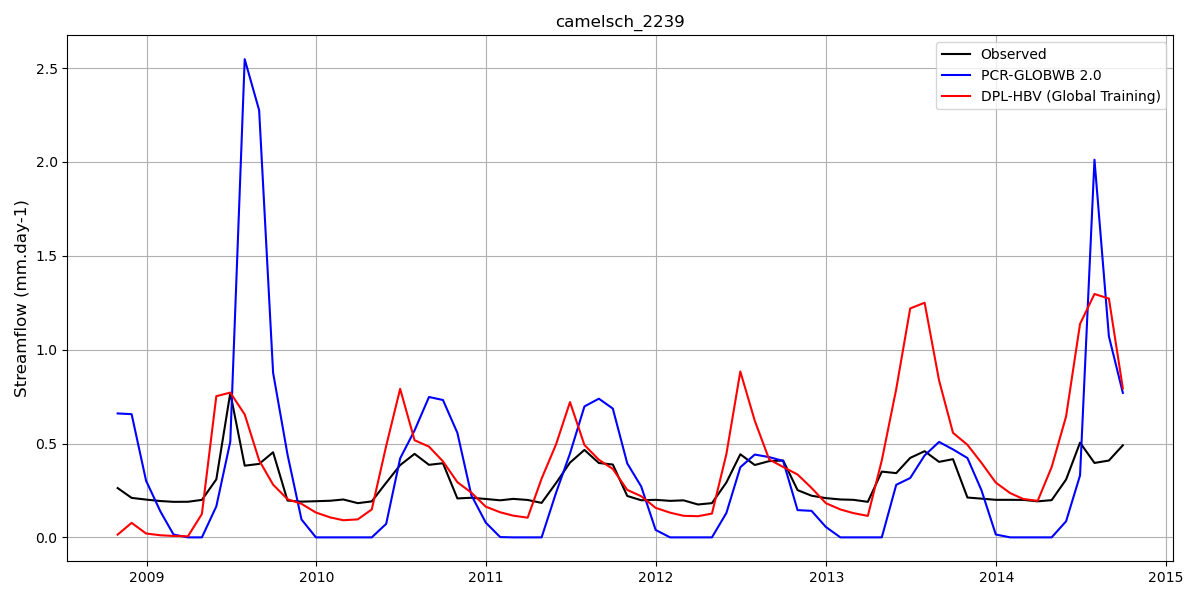 camelsch_2239
Streamflow (mm.day-1)
2.5
2.0
1.5
1.0
0.5
0.0
Observed
PCR-GLOBWB 2.0
DPL-HBV (Global Training)
2009
2010
2011
2012
2013
2014
2015